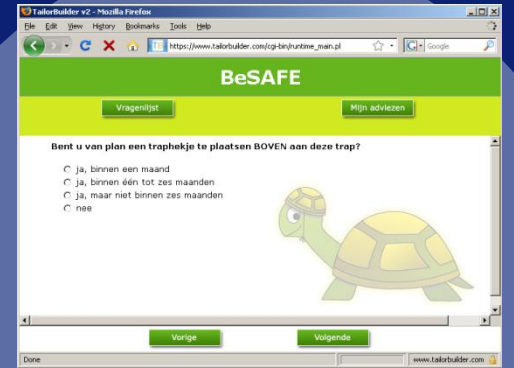 TailorBuilder v2 - Mozilla Firefox
File Edit View History Bookmarks Tools Help
https://www.tailorbuilder.com/cgi-bin/runtime_main.pl
Google
BeSAFE
Vragenlijst Mijn adviezen
Bent u van plan een traphekje te plaatsen BOVEN aan deze trap?
ja, binnen een maand
ja, binnen één tot zes maanden
ja, maar niet binnen zes maanden
nee
Vorige Volgende
Done www.tailorbuilder.com